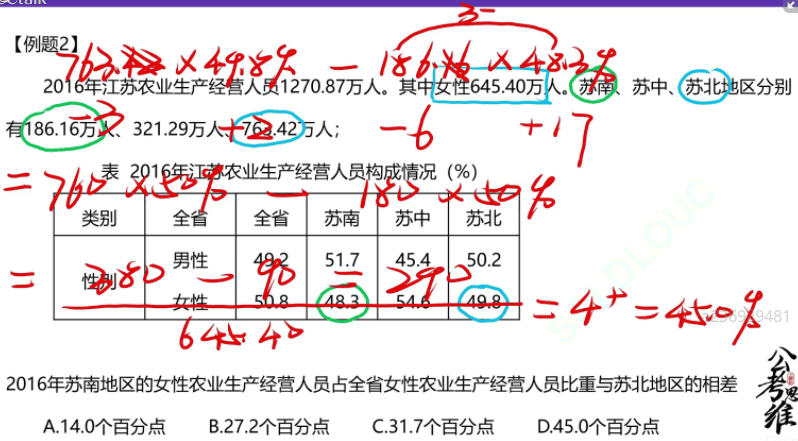 【例题2】
763.42 × 49.8% — 186.16 × 48.3%
2016年江苏农业生产经营人员1270.87万人。其中女性645.40万人。苏南、苏中、苏北地区分别
有186.16万人、321.29万人、763.42万人；
-3 +2 -6 +17
表 2016年江苏农业生产经营人员构成情况（%）
= 760 × 50% — 180 × 50%
类别 全省 全省 苏南 苏中 苏北
性别 男性 49.2 51.7 45.4 50.2
女性 50.8 48.3 54.6 49.8
= 380 — 90 = 290
645.40
= 4+ = 45.0%
2016年苏南地区的女性农业生产经营人员占全省女性农业生产经营人员比重与苏北地区的相差
A.14.0个百分点 B.27.2个百分点 C.31.7个百分点 D.45.0个百分点
公考思维